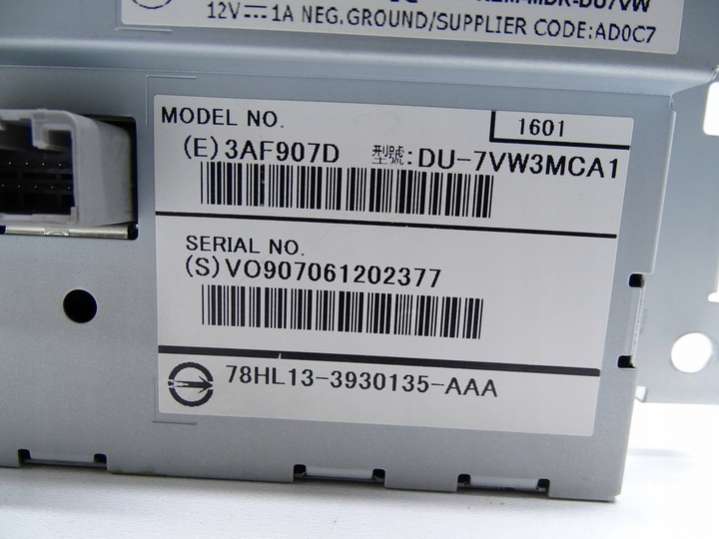 12V⎓1A NEG.GROUND/SUPPLIER CODE:AD0C7
MODEL NO.
1601
(E)3AF907D 型號:DU-7VW3MCA1
SERIAL NO.
(S)VO907061202377
78HL13-3930135-AAA